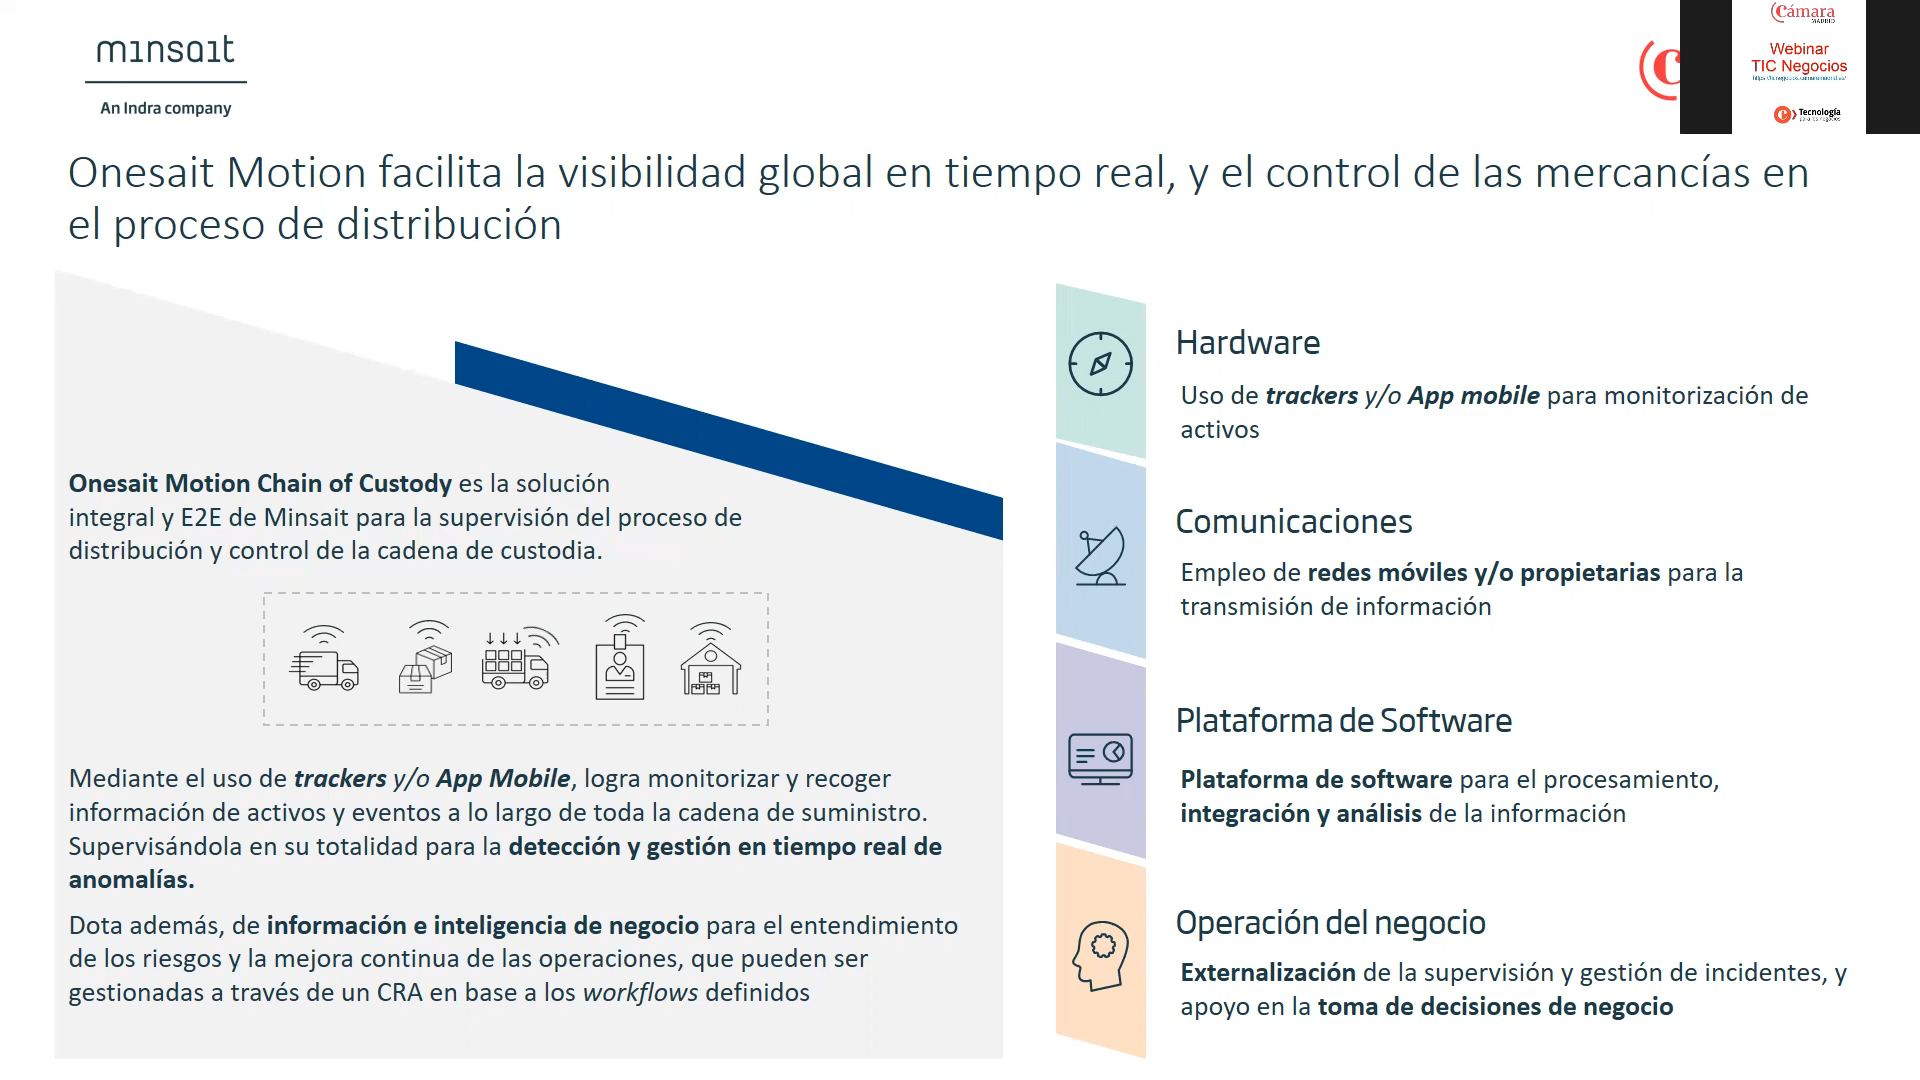 minsait
An Indra company
Cámara
MADRID
Webinar
TIC Negocios
Tecnología
para los negocios
Onesait Motion facilita la visibilidad global en tiempo real, y el control de las mercancías en
el proceso de distribución
Onesait Motion Chain of Custody es la solución
integral y E2E de Minsait para la supervisión del proceso de
distribución y control de la cadena de custodia.
Mediante el uso de trackers y/o App Mobile, logra monitorizar y recoger
información de activos y eventos a lo largo de toda la cadena de suministro.
Supervisándola en su totalidad para la detección y gestión en tiempo real de
anomalías.
Dota además, de información e inteligencia de negocio para el entendimiento
de los riesgos y la mejora continua de las operaciones, que pueden ser
gestionadas a través de un CRA en base a los workflows definidos
Hardware
Uso de trackers y/o App mobile para monitorización de
activos
Comunicaciones
Empleo de redes móviles y/o propietarias para la
transmisión de información
Plataforma de Software
Plataforma de software para el procesamiento,
integración y análisis de la información
Operación del negocio
Externalización de la supervisión y gestión de incidentes, y
apoyo en la toma de decisiones de negocio